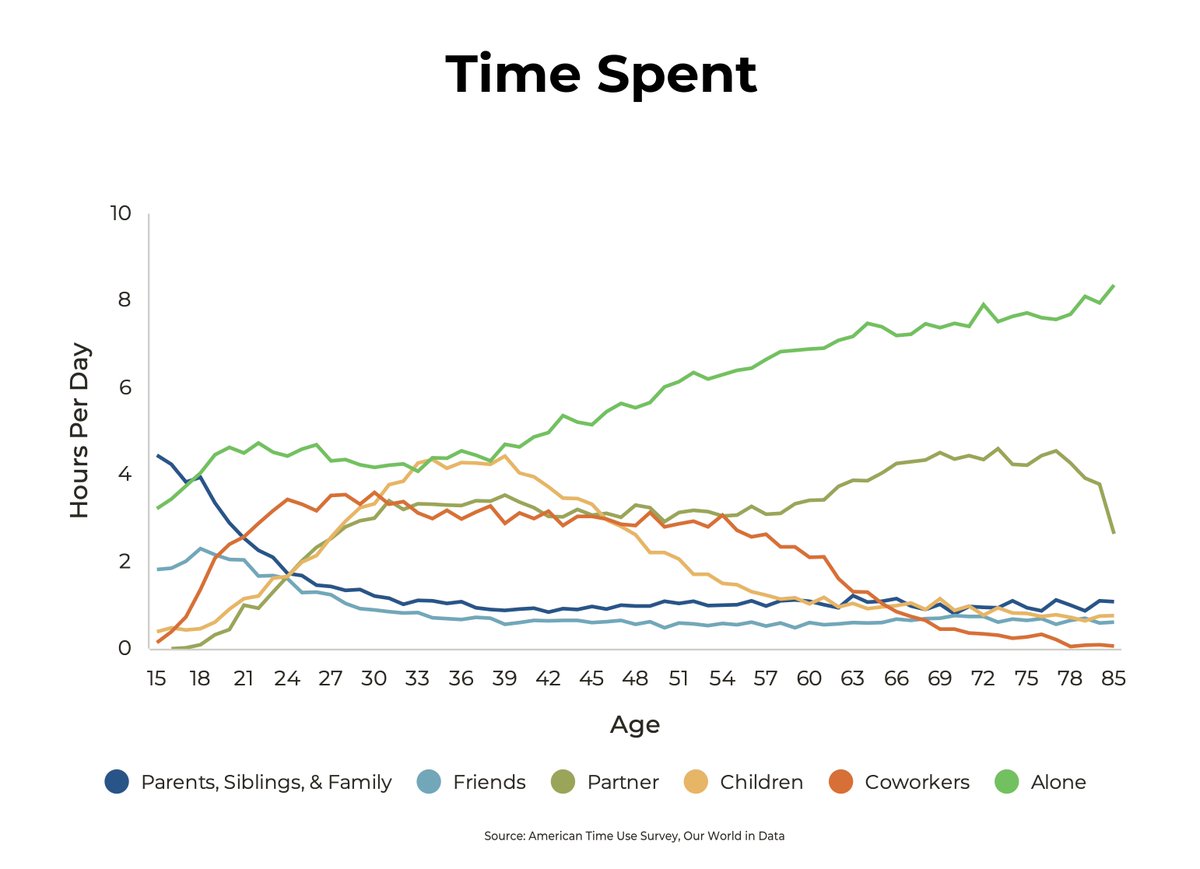 Time Spent
10
8
6
4
2
0
Hours Per Day
15 18 21 24 27 30 33 36 39 42 45 48 51 54 57 60 63 66 69 72 75 78 85
Age
Parents, Siblings, & Family Friends Partner Children Coworkers Alone
Source: American Time Use Survey, Our World in Data